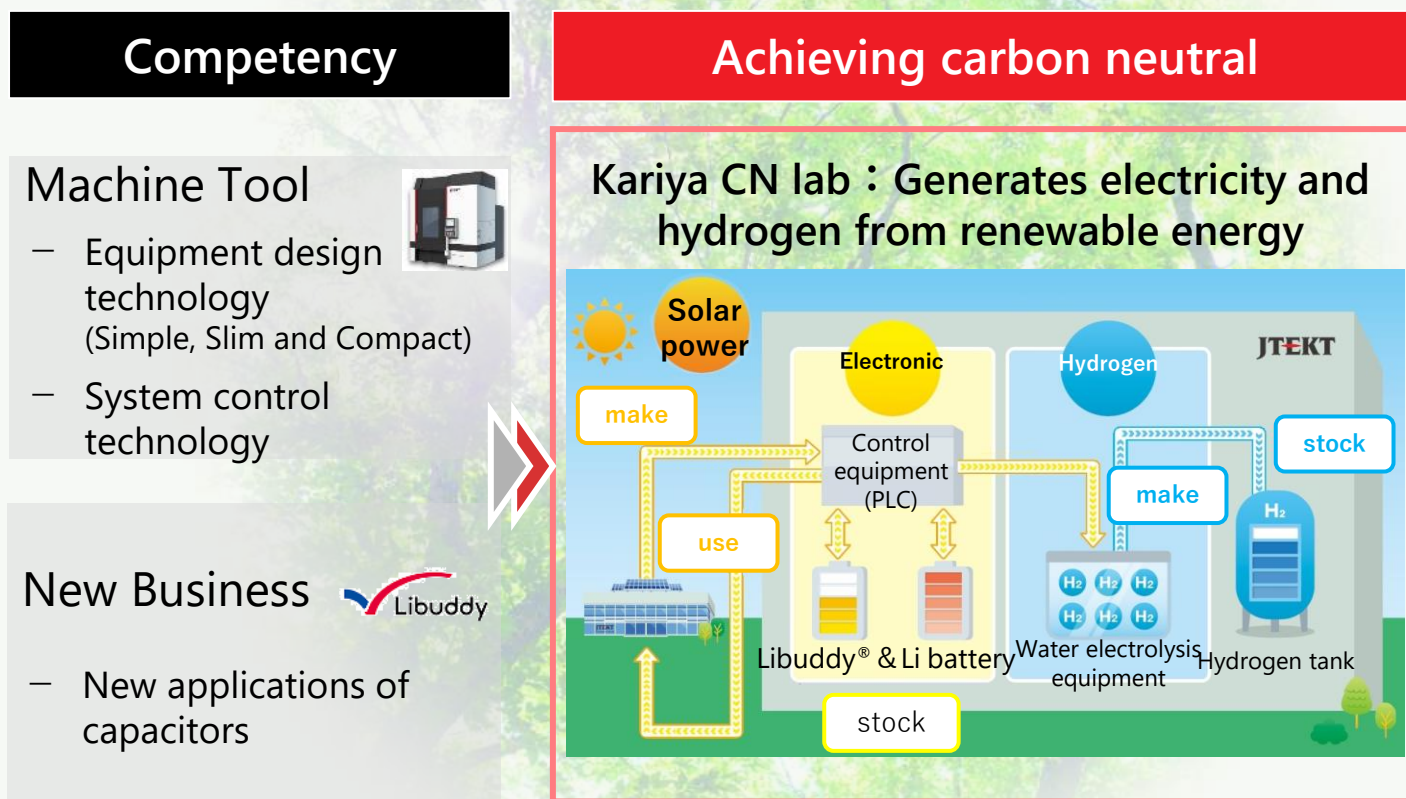 Competency
Achieving carbon neutral
Machine Tool
– Equipment design
technology
(Simple, Slim and Compact)
– System control
technology
New Business
Libuddy
– New applications of
capacitors
Kariya CN lab：Generates electricity and
hydrogen from renewable energy
Solar
power
Electronic
Hydrogen
JTEKT
make
Control
equipment
(PLC)
stock
make
use
H₂
H₂ H₂ H₂
H₂ H₂ H₂
JTEKT
Libuddy® & Li battery
Water electrolysis
equipment
Hydrogen tank
stock